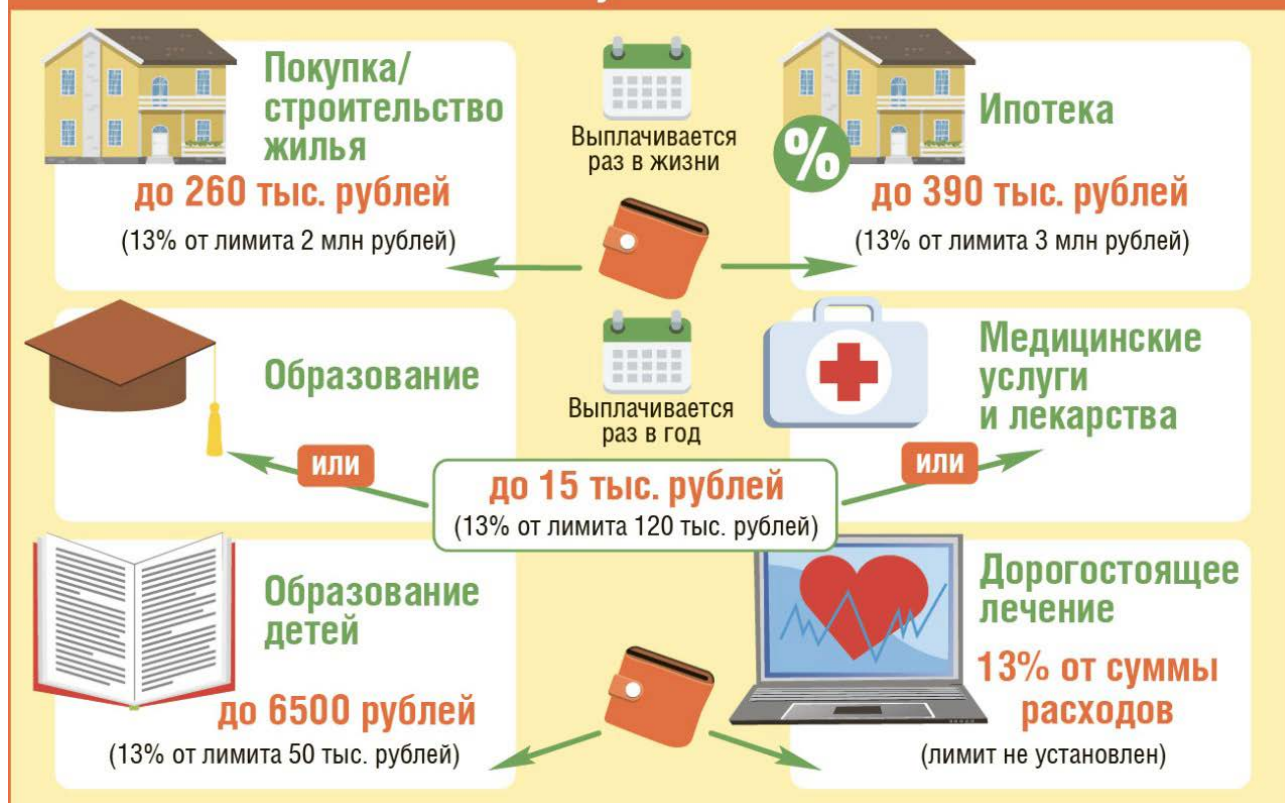 Покупка/
строительство
жилья
до 260 тыс. рублей
(13% от лимита 2 млн рублей)
Выплачивается
раз в жизни
%
Ипотека
до 390 тыс. рублей
(13% от лимита 3 млн рублей)
Образование
Выплачивается
раз в год
Медицинские
услуги
и лекарства
или
или
до 15 тыс. рублей
(13% от лимита 120 тыс. рублей)
Образование
детей
до 6500 рублей
(13% от лимита 50 тыс. рублей)
Дорогостоящее
лечение
13% от суммы
расходов
(лимит не установлен)